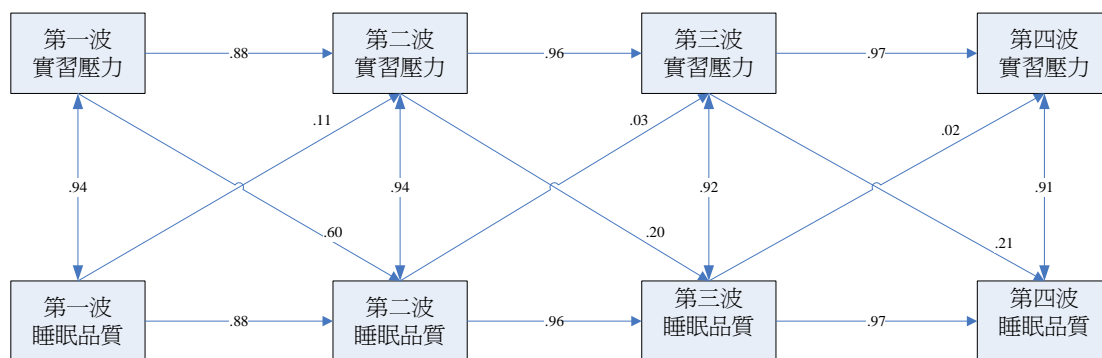 第一波
實習壓力
.88
第二波
實習壓力
.96
第三波
實習壓力
.97
第四波
實習壓力
.11
.03
.02
.94
.94
.92
.91
.60
.20
.21
第一波
睡眠品質
.88
第二波
睡眠品質
.96
第三波
睡眠品質
.97
第四波
睡眠品質